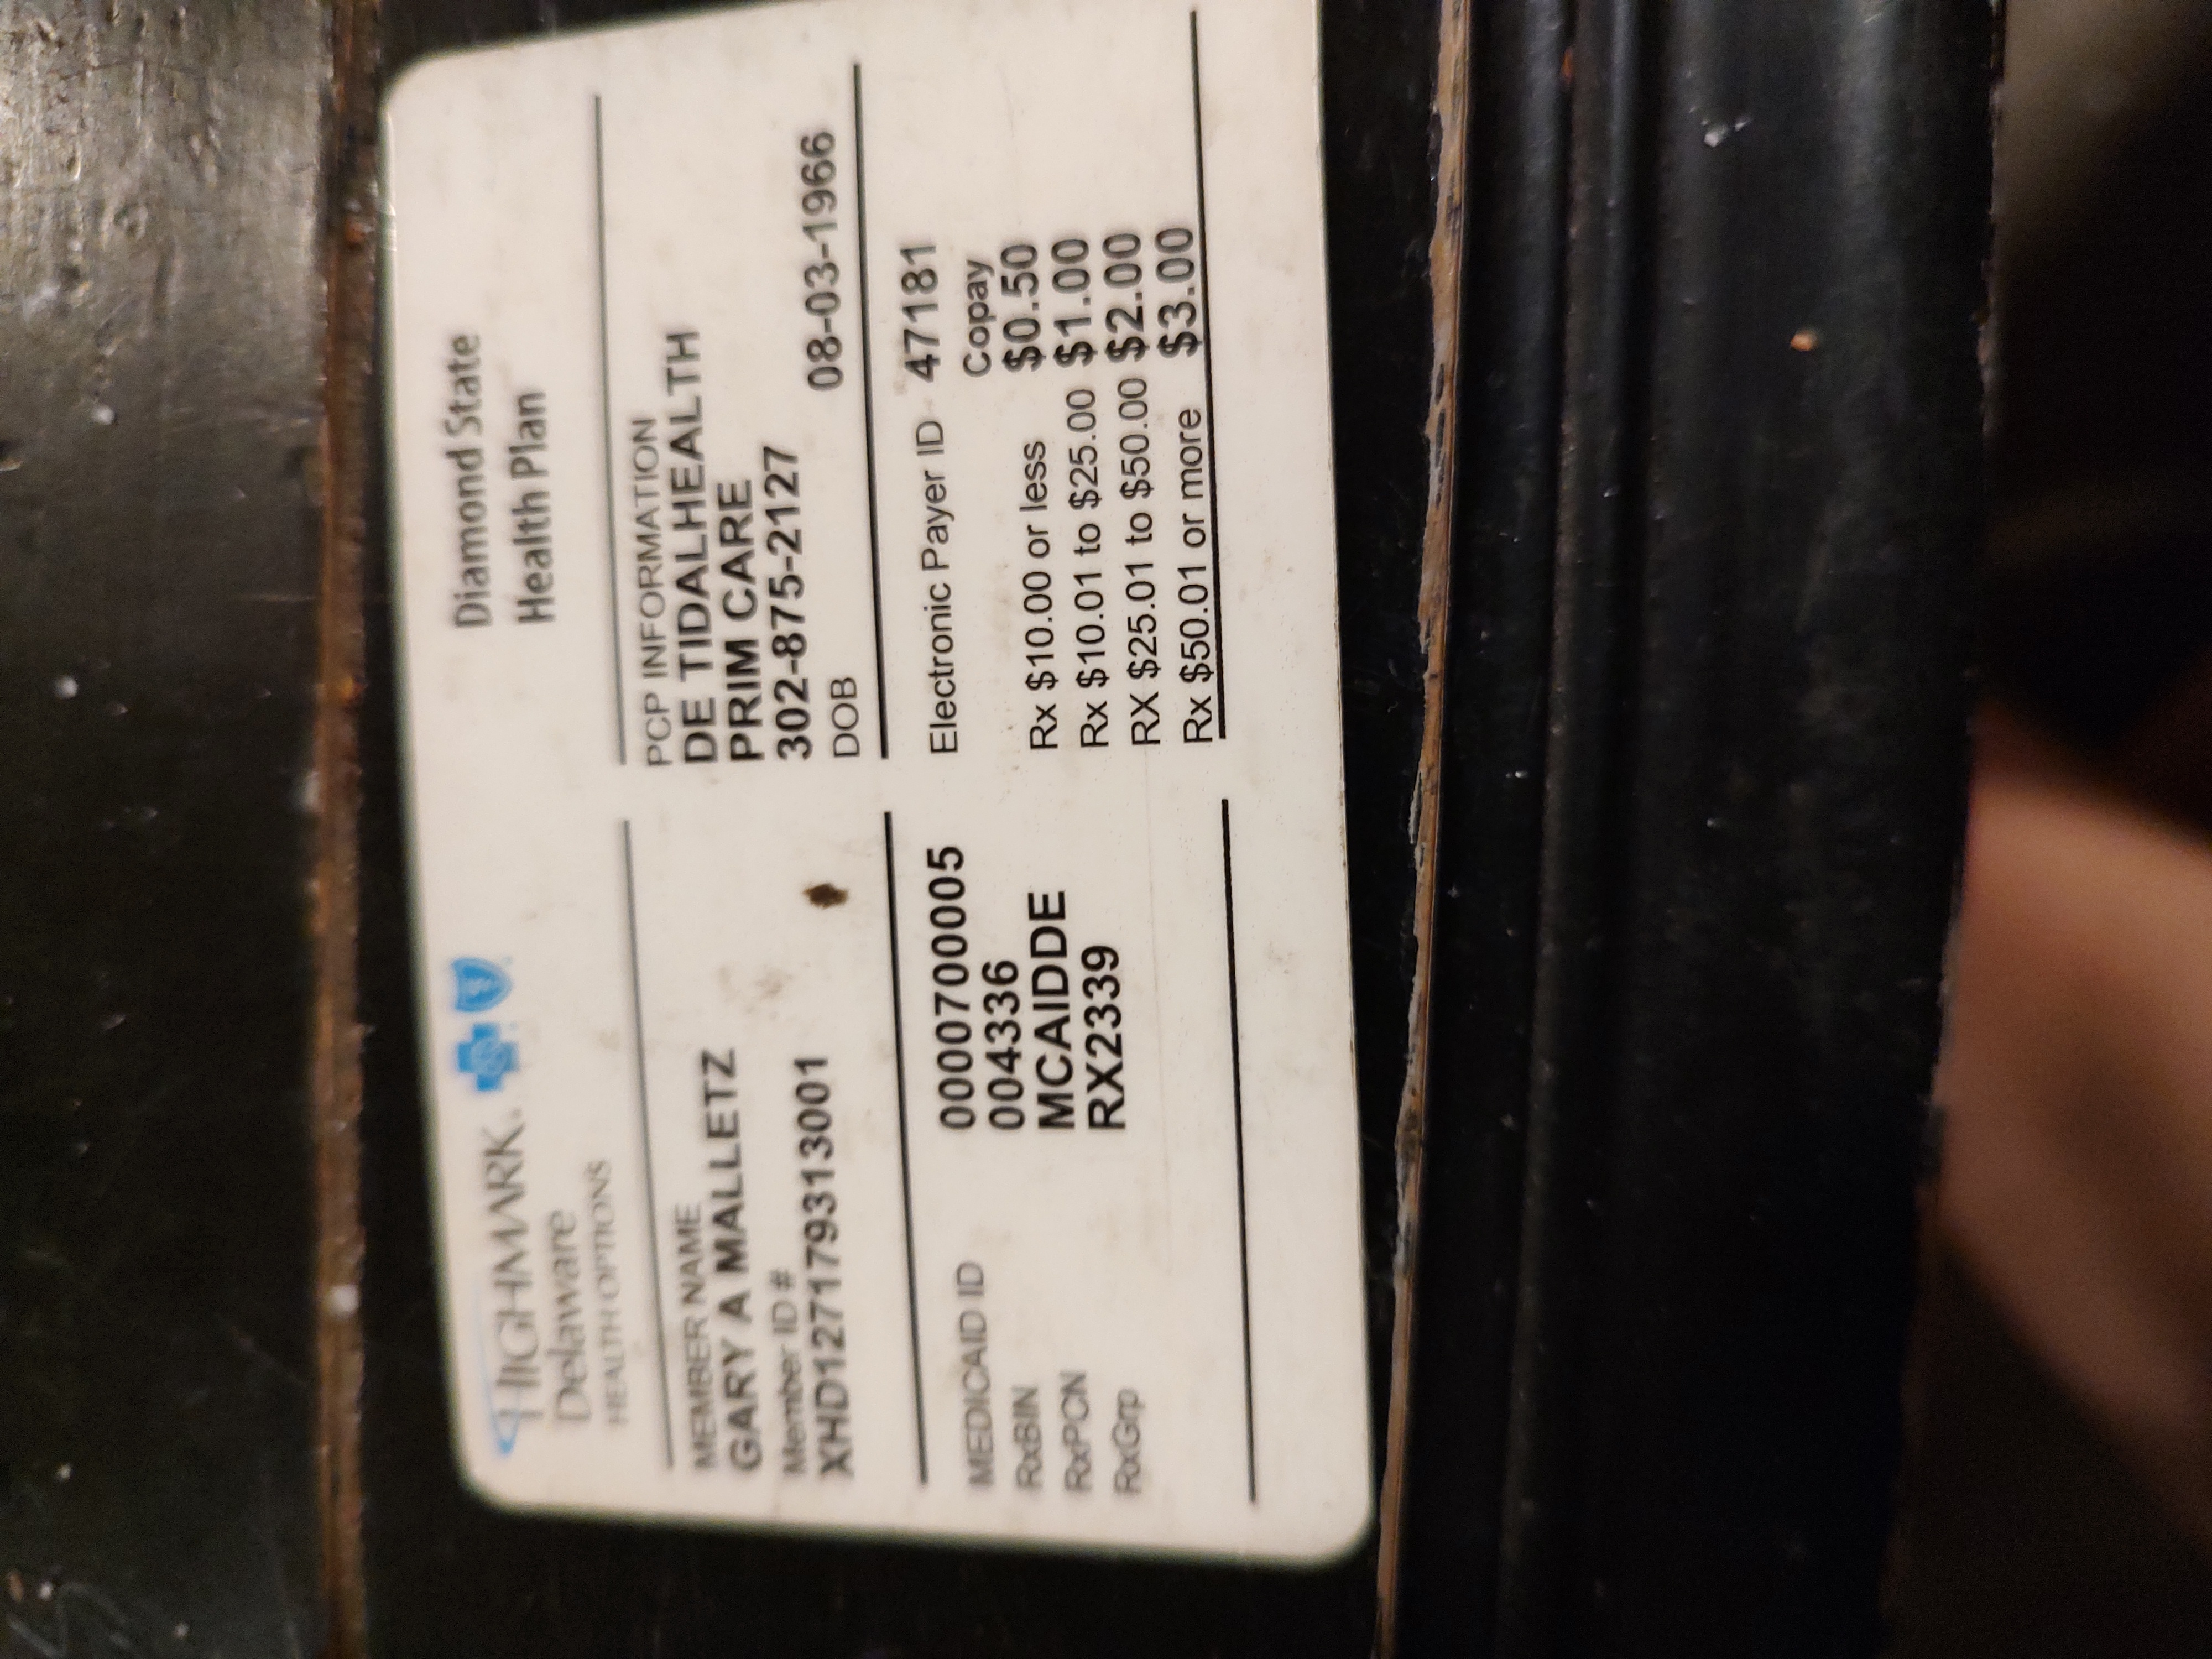 HIGHMARK.
Delaware
HEALTH OPTIONS
Diamond State
Health Plan
MEMBER NAME
GARY A MALLETZ
Member ID #
XHD12717931 3001
PCP INFORMATION
DE TIDALHEALTH
PRIM CARE
302-875-2127
DOB 08-03-1966
MEDICAID ID 0000700005
RxBIN 004336
RxPCN MCAIDDE
RxGrp RX2339
Electronic Payer ID 47181
Copay
Rx $10.00 or less $0.50
Rx $10.01 to $25.00 $1.00
RX $25.01 to $50.00 $2.00
Rx $50.01 or more $3.00